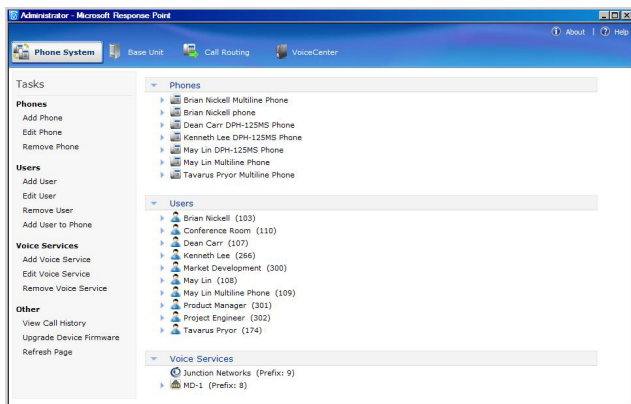 Administrator - Microsoft Response Point
About | Help
Phone System Base Unit Call Routing VoiceCenter
Tasks
Phones
Add Phone
Edit Phone
Remove Phone
Users
Add User
Edit User
Remove User
Add User to Phone
Voice Services
Add Voice Service
Edit Voice Service
Remove Voice Service
Other
View Call History
Upgrade Device Firmware
Refresh Page
Phones
Brian Nickell Multiline Phone
Brian Nickell phone
Dean Carr DPH-125MS Phone
Kenneth Lee DPH-125MS Phone
May Lin DPH-125MS Phone
May Lin Multiline Phone
Tavarus Pryor Multiline Phone
Users
Brian Nickell (103)
Conference Room (110)
Dean Carr (107)
Kenneth Lee (266)
Market Development (300)
May Lin (108)
May Lin Multiline Phone (109)
Product Manager (301)
Project Engineer (302)
Tavarus Pryor (174)
Voice Services
Junction Networks (Prefix: 9)
MD-1 (Prefix: 8)